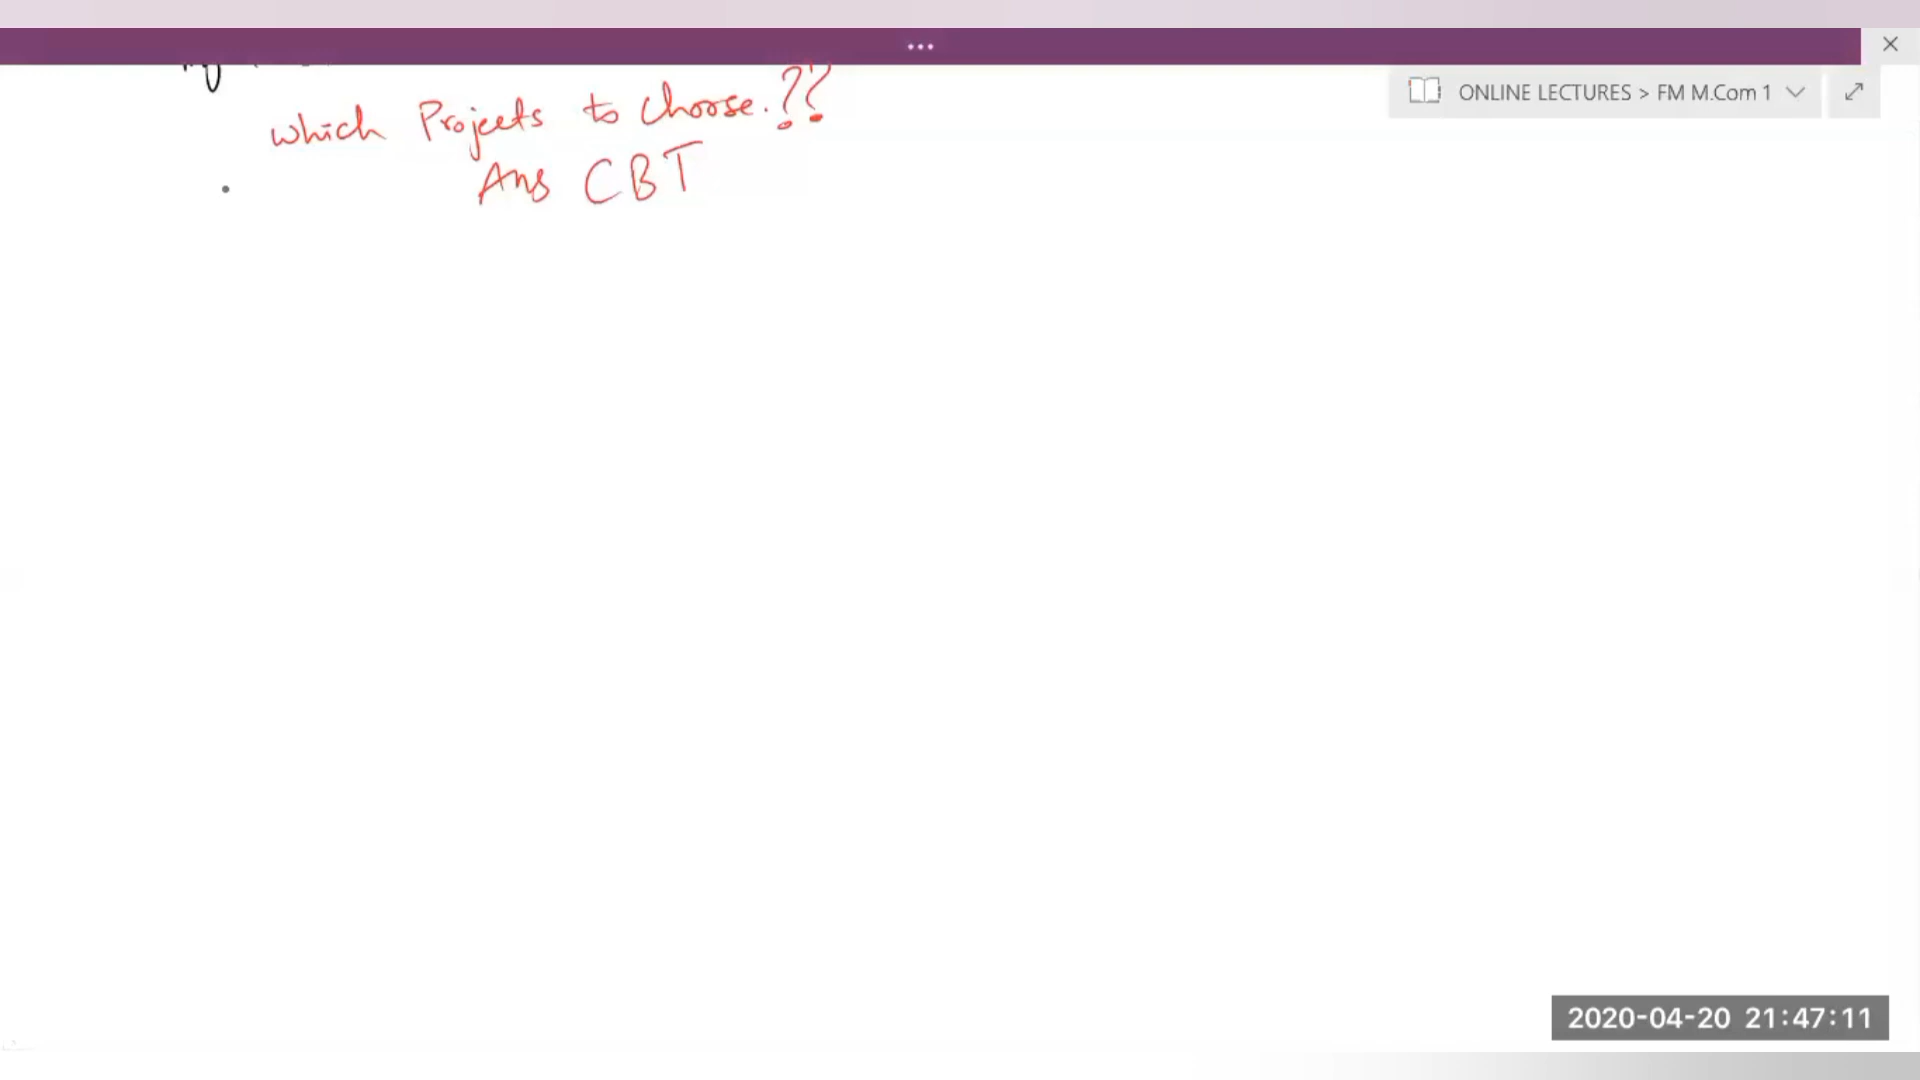 ...
ONLINE LECTURES > FM M.Com 1
which Projects to choose.??
Ans CBT
2020-04-20 21:47:11